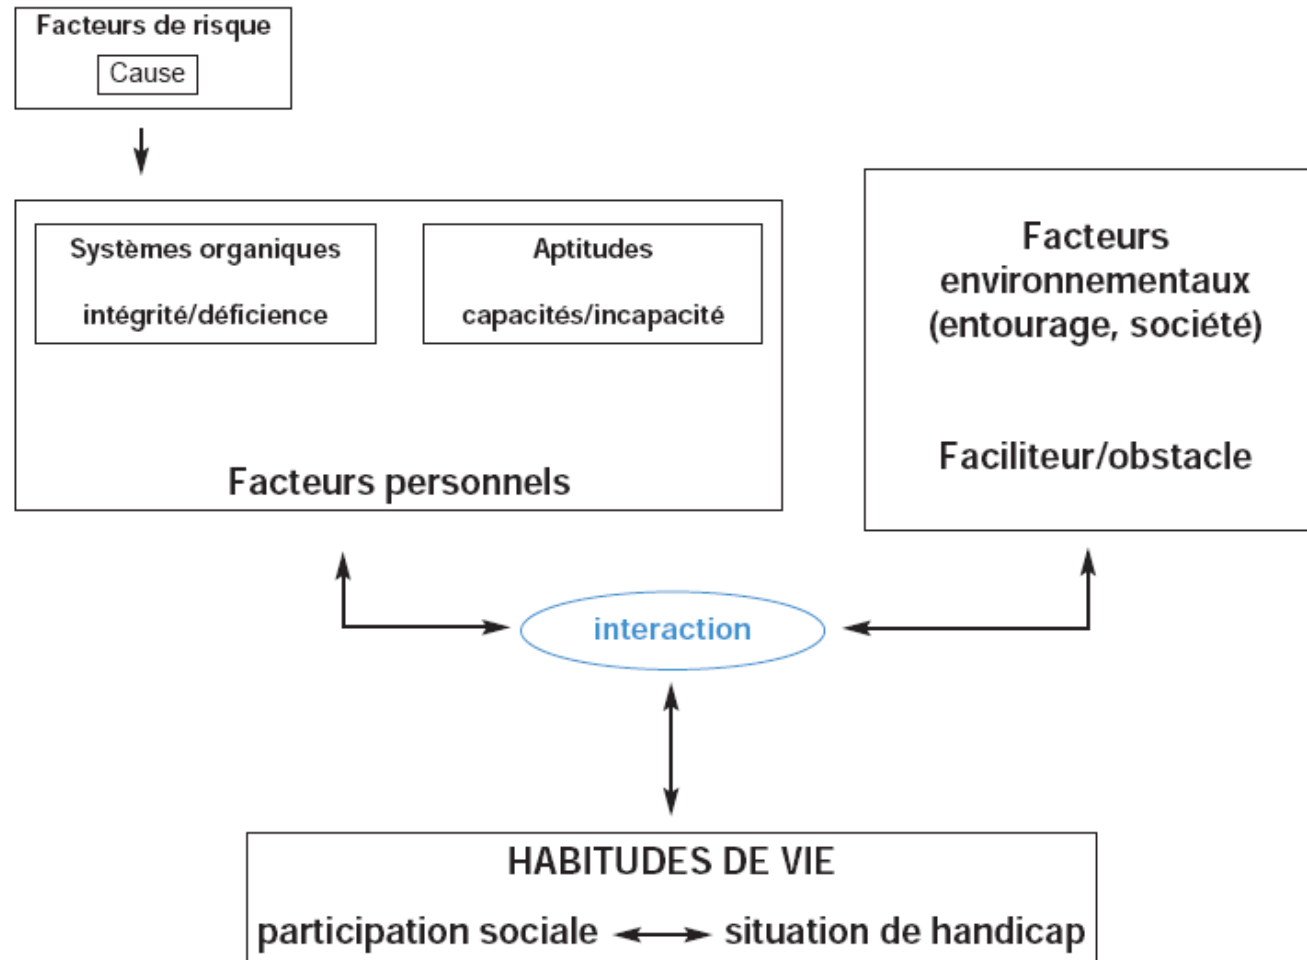 Facteurs de risque
Cause
Systèmes organiques
intégrité/déficience
Aptitudes
capacités/incapacité
Facteurs personnels
Facteurs
environnementaux
(entourage, société)
Faciliteur/obstacle
interaction
HABITUDES DE VIE
participation sociale
situation de handicap